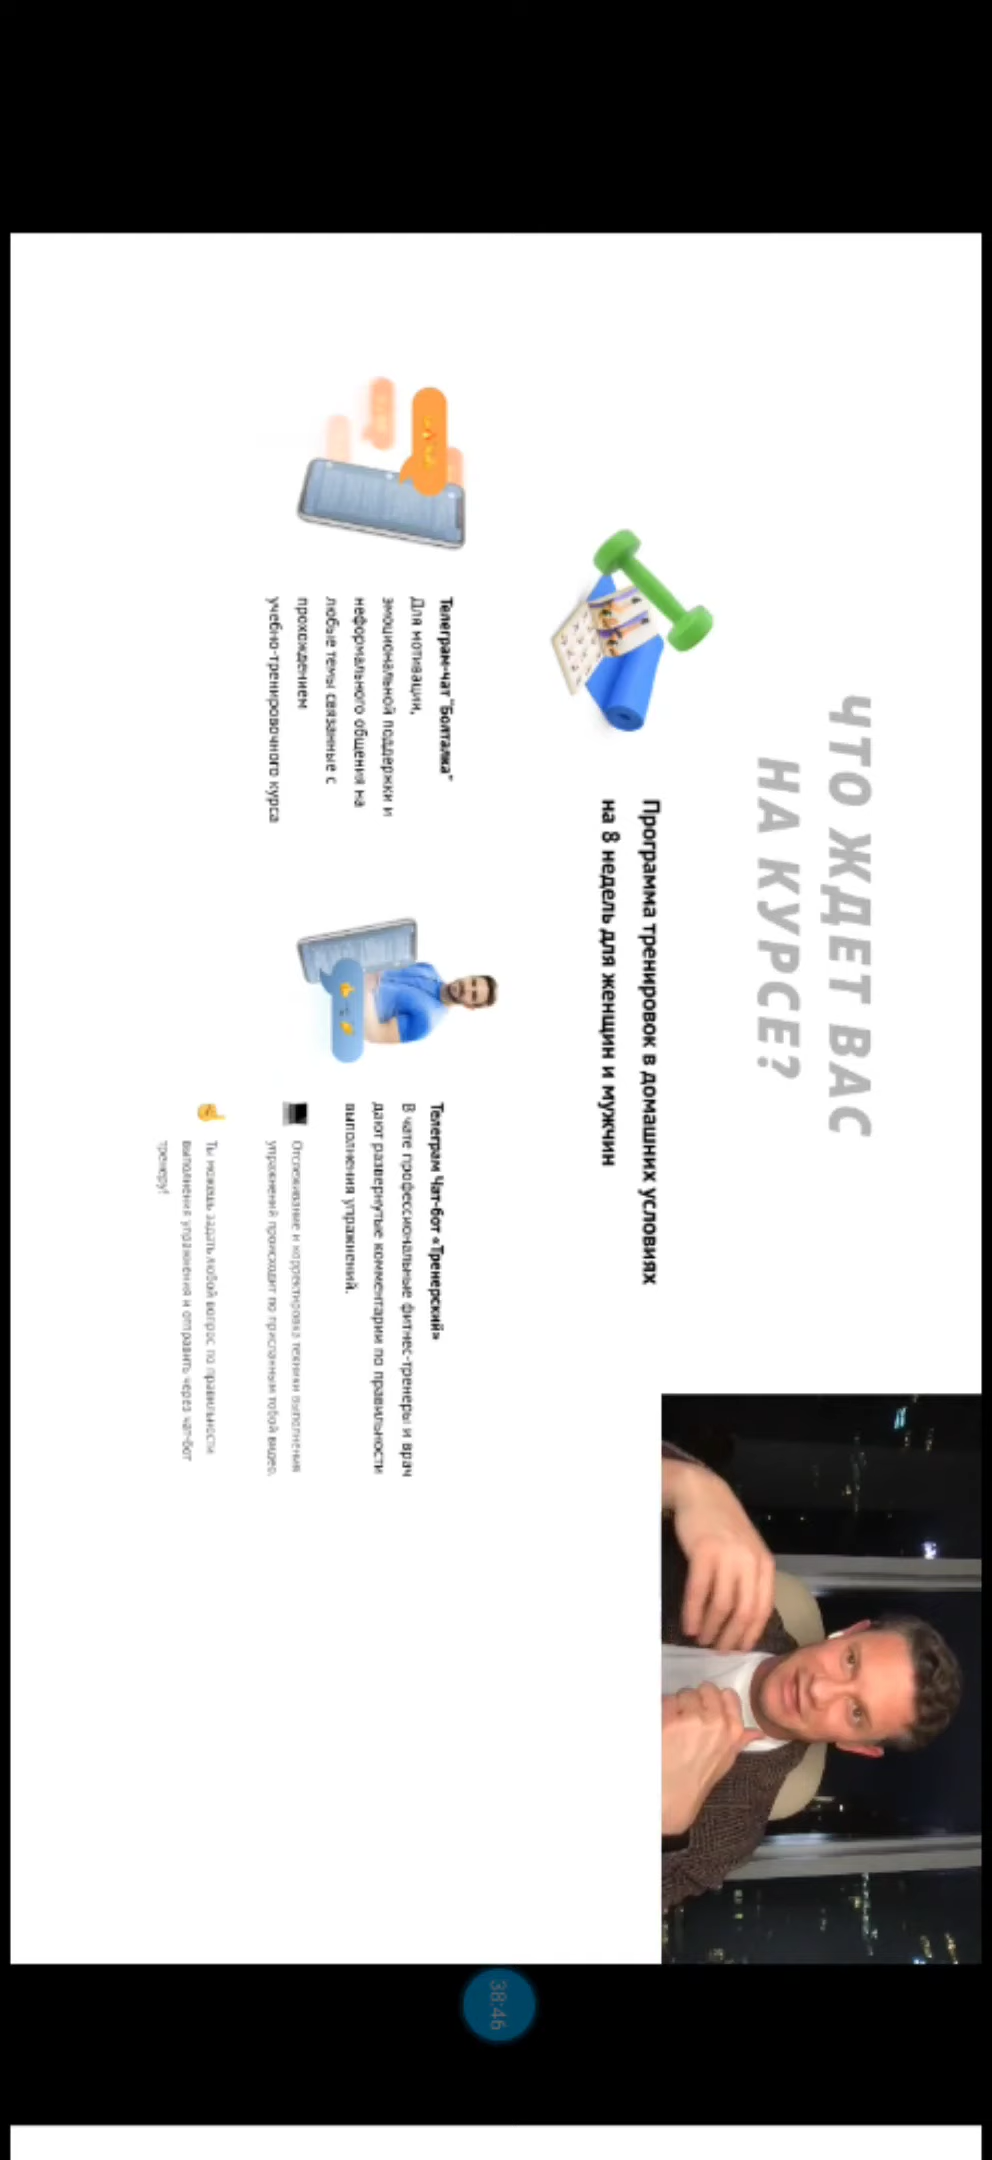 ЧТО ЖДЕТ ВАС
НА КУРСЕ?
Программа тренировок в домашних условиях
на 8 недель для женщин и мужчин
Телеграм-чат "Болталка"
Для мотивации,
эмоциональной поддержки и
неформального общения на
любые темы связанные с
прохождением
учебно-тренировочного курса
Телеграм Чат-бот «Тренерский»
В чате профессиональные фитнес-тренеры и врач
дают развернутые комментарии по правильности
выполнения упражнений.
Отслеживание и корректировка техники выполнения
упражнений происходит по присланным тобой видео.
Ты можешь задать любой вопрос по правильности
выполнения упражнения и отправить через чат-бот
тренеру!
38:46